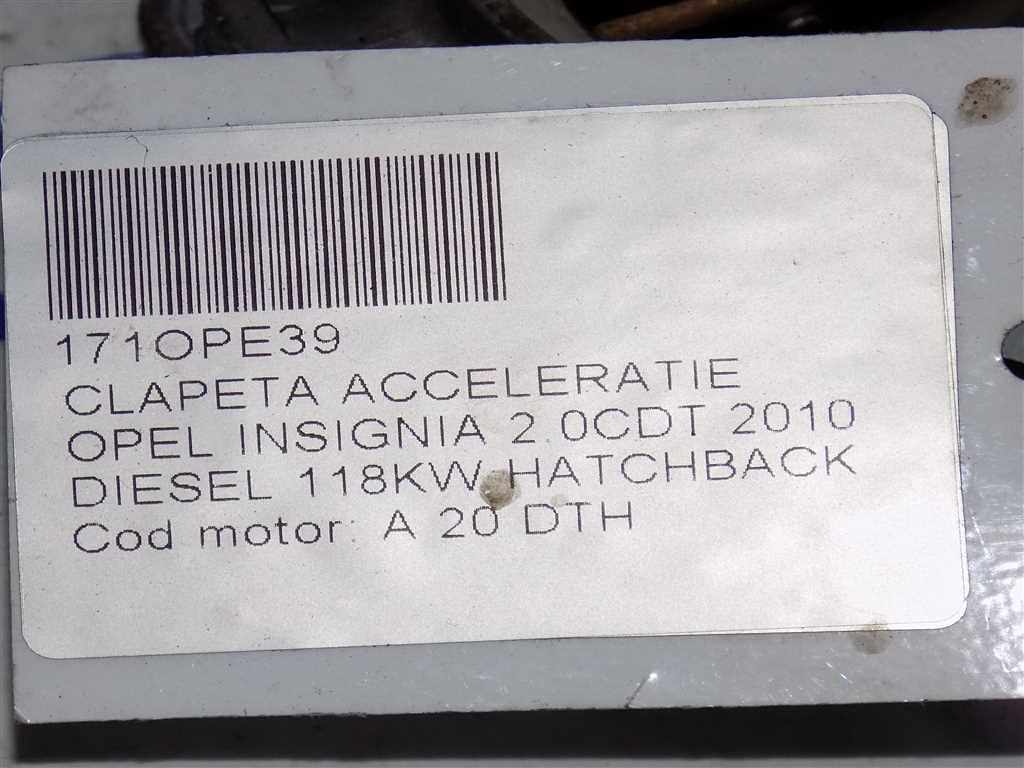 171OPE39
CLAPETA ACCELERATIE
OPEL INSIGNIA 2.0CDT 2010
DIESEL 118KW HATCHBACK
Cod motor: A 20 DTH